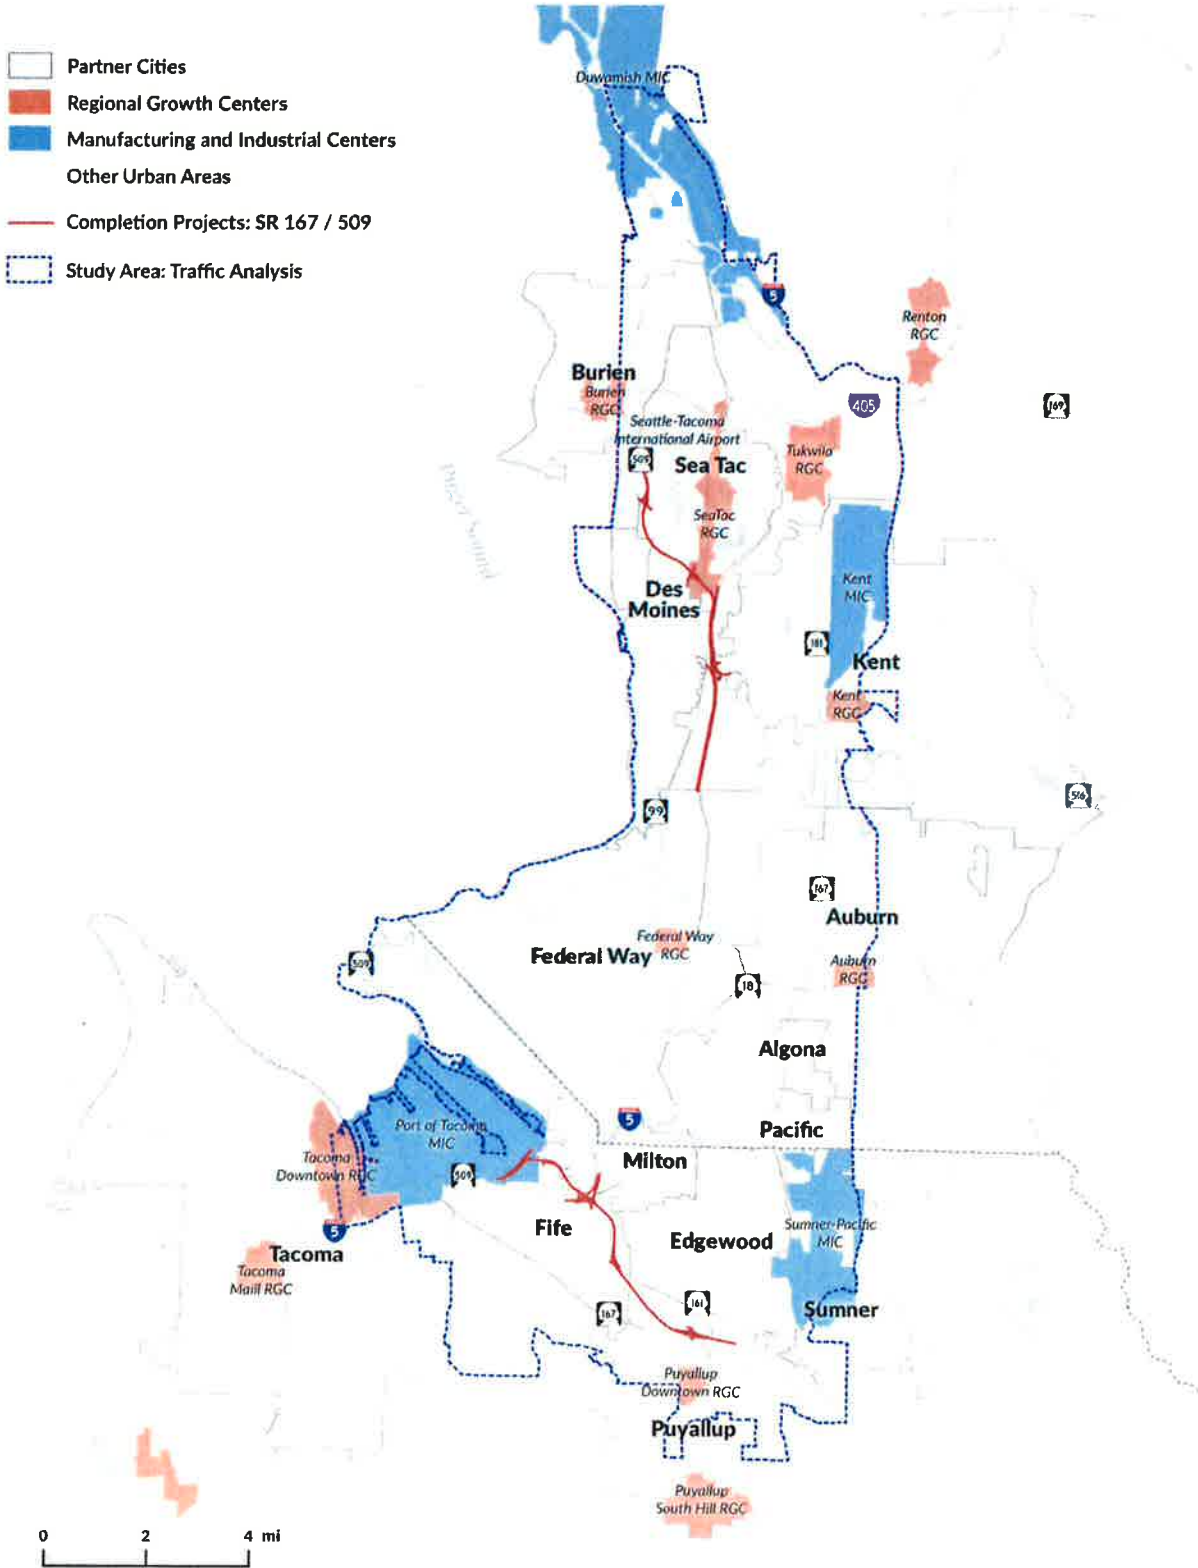 Partner Cities
Regional Growth Centers
Manufacturing and Industrial Centers
Other Urban Areas
Completion Projects: SR 167 / 509
Study Area: Traffic Analysis
Duwamish MIC
5
Renton
RGC
Burien
Burien
RGC
405
169
Seattle-Tacoma
International Airport
509
Sea Tac
Tukwila
RGC
Puget Sound
SeaTac
RGC
Kent
MIC
Des
Moines
181
Kent
Kent
RGC
99
516
167
Auburn
Federal Way
Federal Way
RGC
509
Auburn
RGC
18
Algona
5
Port of Tacoma
MIC
Pacific
Tacoma
Downtown RGC
509
Milton
5
Fife
Edgewood
Sumner-Pacific
MIC
Tacoma
Tacoma
Malll RGC
167
161
Sumner
Puyallup
Downtown RGC
Puyallup
Puyallup
South Hill RGC
0 2 4 mi